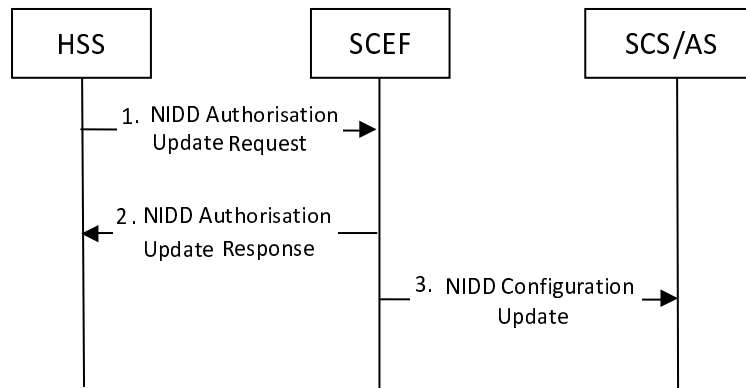 HSS
SCEF
SCS/AS
1. NIDD Authorisation
Update Request
2. NIDD Authorisation
Update Response
3. NIDD Configuration
Update